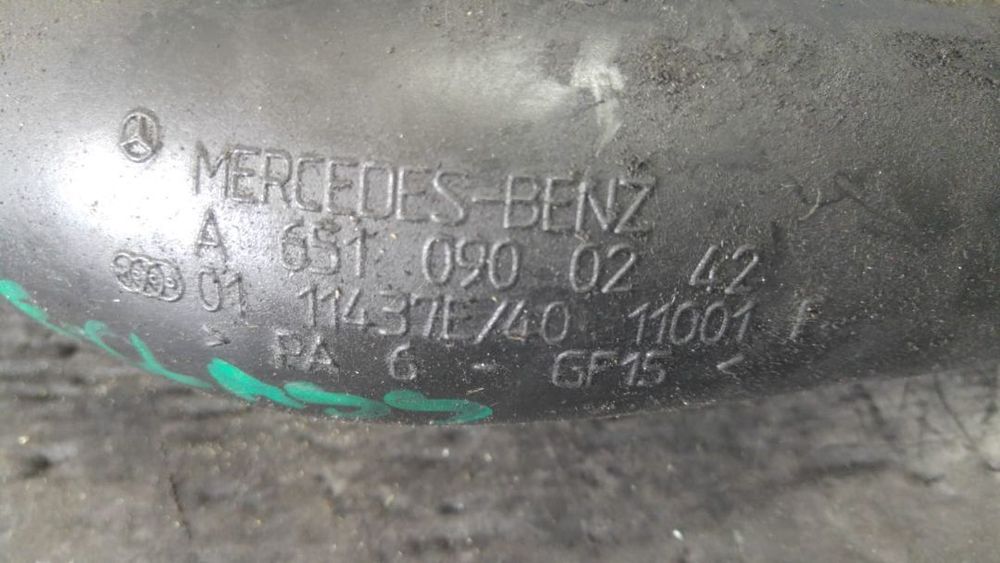 MERCEDES-BENZ
A 651 090 02 42
01 11437E/40 11001
> PA 6 - GF15 <